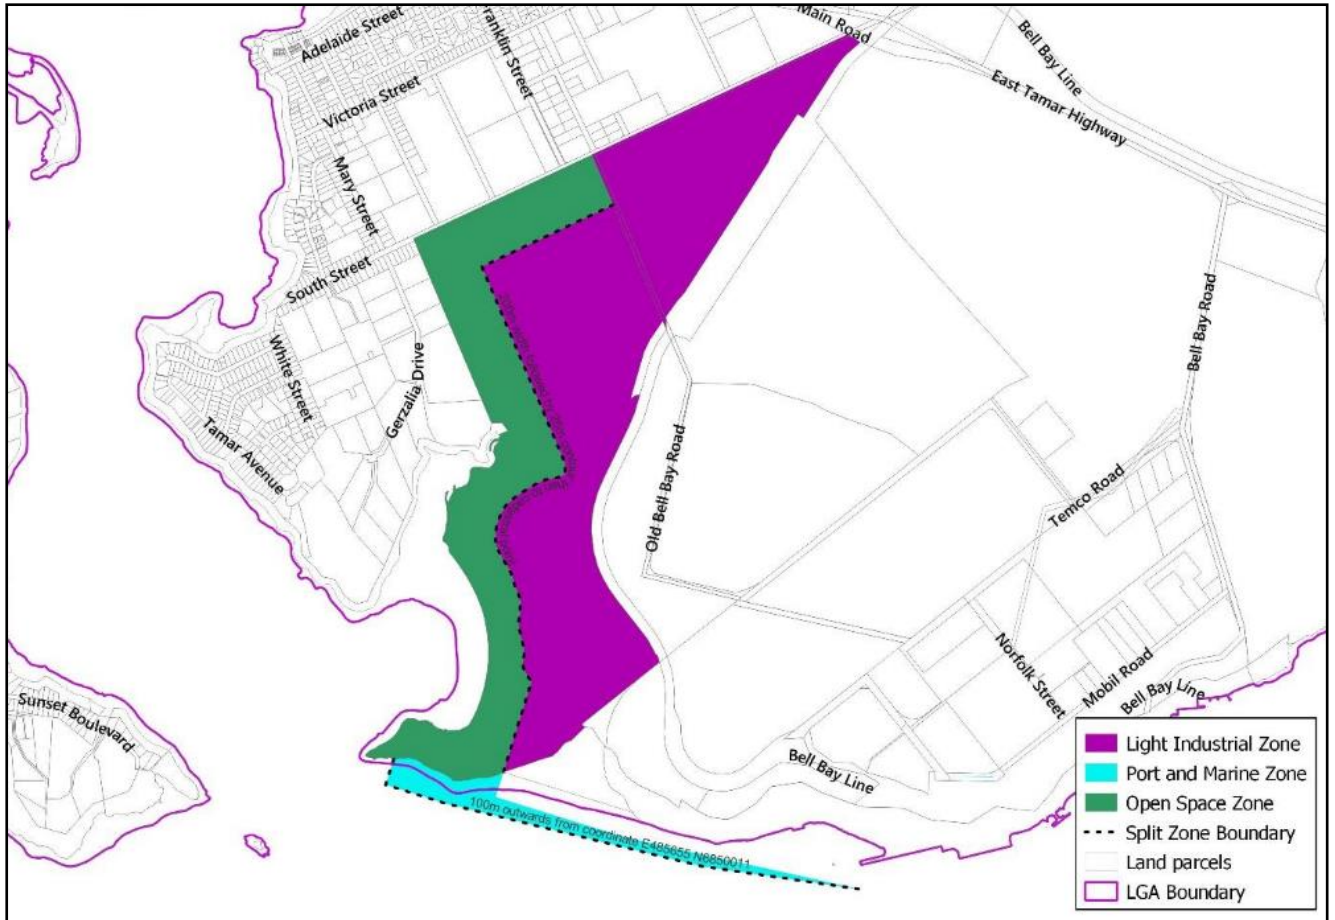 Adelaide Street
Franklin Street
Main Road
Bell Bay Line
East Tamar Highway
Victoria Street
Mary Street
South Street
White Street
Gerzalia Drive
Tamar Avenue
Old Bell Bay Road
Bell Bay Road
Temco Road
Norfolk Street
Mobil Road
Bell Bay Line
Sunset Boulevard
Bell Bay Line
100m outwards from coordinate E485655 N6850011
Light Industrial Zone
Port and Marine Zone
Open Space Zone
Split Zone Boundary
Land parcels
LGA Boundary